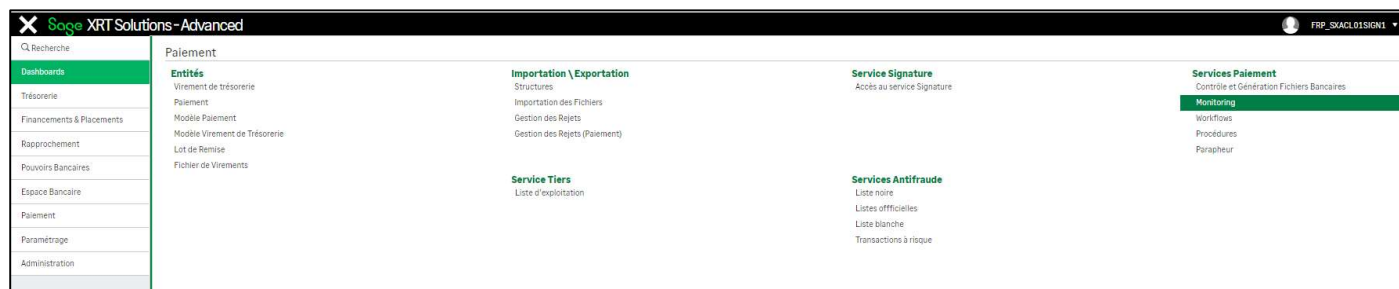 Sage XRT Solutions - Advanced
FRP_SXACL01SIGN1
Recherche
Dashboards
Trésorerie
Financements & Placements
Rapprochement
Pouvoirs Bancaires
Espace Bancaire
Paiement
Paramétrage
Administration
Paiement
Entités
Virement de trésorerie
Paiement
Modèle Paiement
Modèle Virement de Trésorerie
Lot de Remise
Fichier de Virements
Importation \ Exportation
Structures
Importation des Fichiers
Gestion des Rejets
Gestion des Rejets (Paiement)
Service Tiers
Liste d'exploitation
Service Signature
Accès au service Signature
Services Antifraude
Liste noire
Listes offficielles
Liste blanche
Transactions à risque
Services Paiement
Contrôle et Génération Fichiers Bancaires
Monitoring
Workflows
Procédures
Parapheur